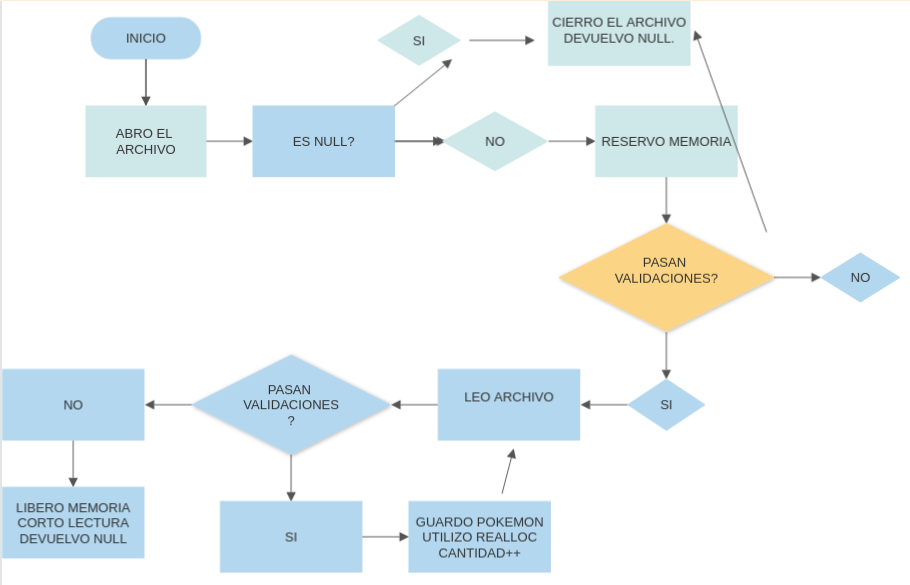 INICIO
SI
CIERRO EL ARCHIVO
DEVUELVO NULL.
ABRO EL
ARCHIVO
ES NULL?
NO
RESERVO MEMORIA
PASAN
VALIDACIONES?
NO
SI
LEO ARCHIVO
PASAN
VALIDACIONES
?
NO
LIBERO MEMORIA
CORTO LECTURA
DEVUELVO NULL
SI
GUARDO POKEMON
UTILIZO REALLOC
CANTIDAD++